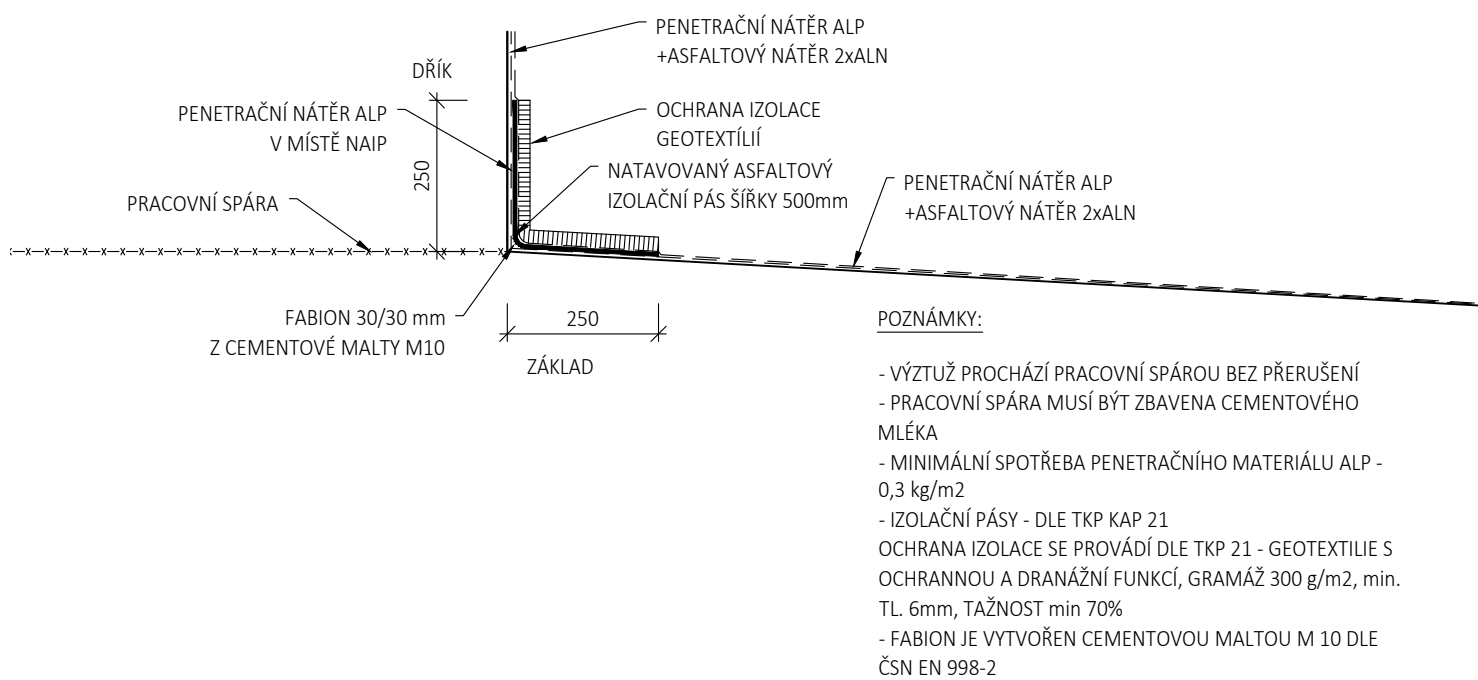 PENETRAČNÍ NÁTĚR ALP
+ASFALTOVÝ NÁTĚR 2xALN
DŘÍK
PENETRAČNÍ NÁTĚR ALP
V MÍSTĚ NAIP
OCHRANA IZOLACE
GEOTEXTÍLIÍ
250
NATAVOVANÝ ASFALTOVÝ
IZOLAČNÍ PÁS ŠÍŘKY 500mm
PENETRAČNÍ NÁTĚR ALP
+ASFALTOVÝ NÁTĚR 2xALN
PRACOVNÍ SPÁRA
FABION 30/30 mm
Z CEMENTOVÉ MALTY M10
250
ZÁKLAD
POZNÁMKY:
- VÝZTUŽ PROCHÁZÍ PRACOVNÍ SPÁROU BEZ PŘERUŠENÍ
- PRACOVNÍ SPÁRA MUSÍ BÝT ZBAVENA CEMENTOVÉHO
MLÉKA
- MINIMÁLNÍ SPOTŘEBA PENETRAČNÍHO MATERIÁLU ALP -
0,3 kg/m2
- IZOLAČNÍ PÁSY - DLE TKP KAP 21
OCHRANA IZOLACE SE PROVÁDÍ DLE TKP 21 - GEOTEXTILIE S
OCHRANNOU A DRANÁŽNÍ FUNKCÍ, GRAMÁŽ 300 g/m2, min.
TL. 6mm, TAŽNOST min 70%
- FABION JE VYTVOŘEN CEMENTOVOU MALTOU M 10 DLE
ČSN EN 998-2